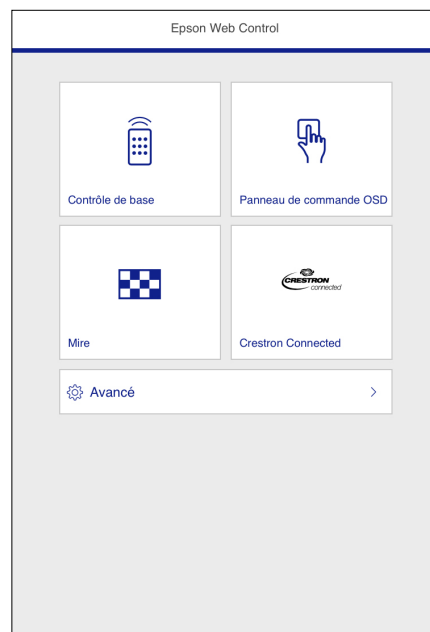 Epson Web Control
Contrôle de base
Panneau de commande OSD
CRESTRON
connected
Mire
Crestron Connected
Avancé